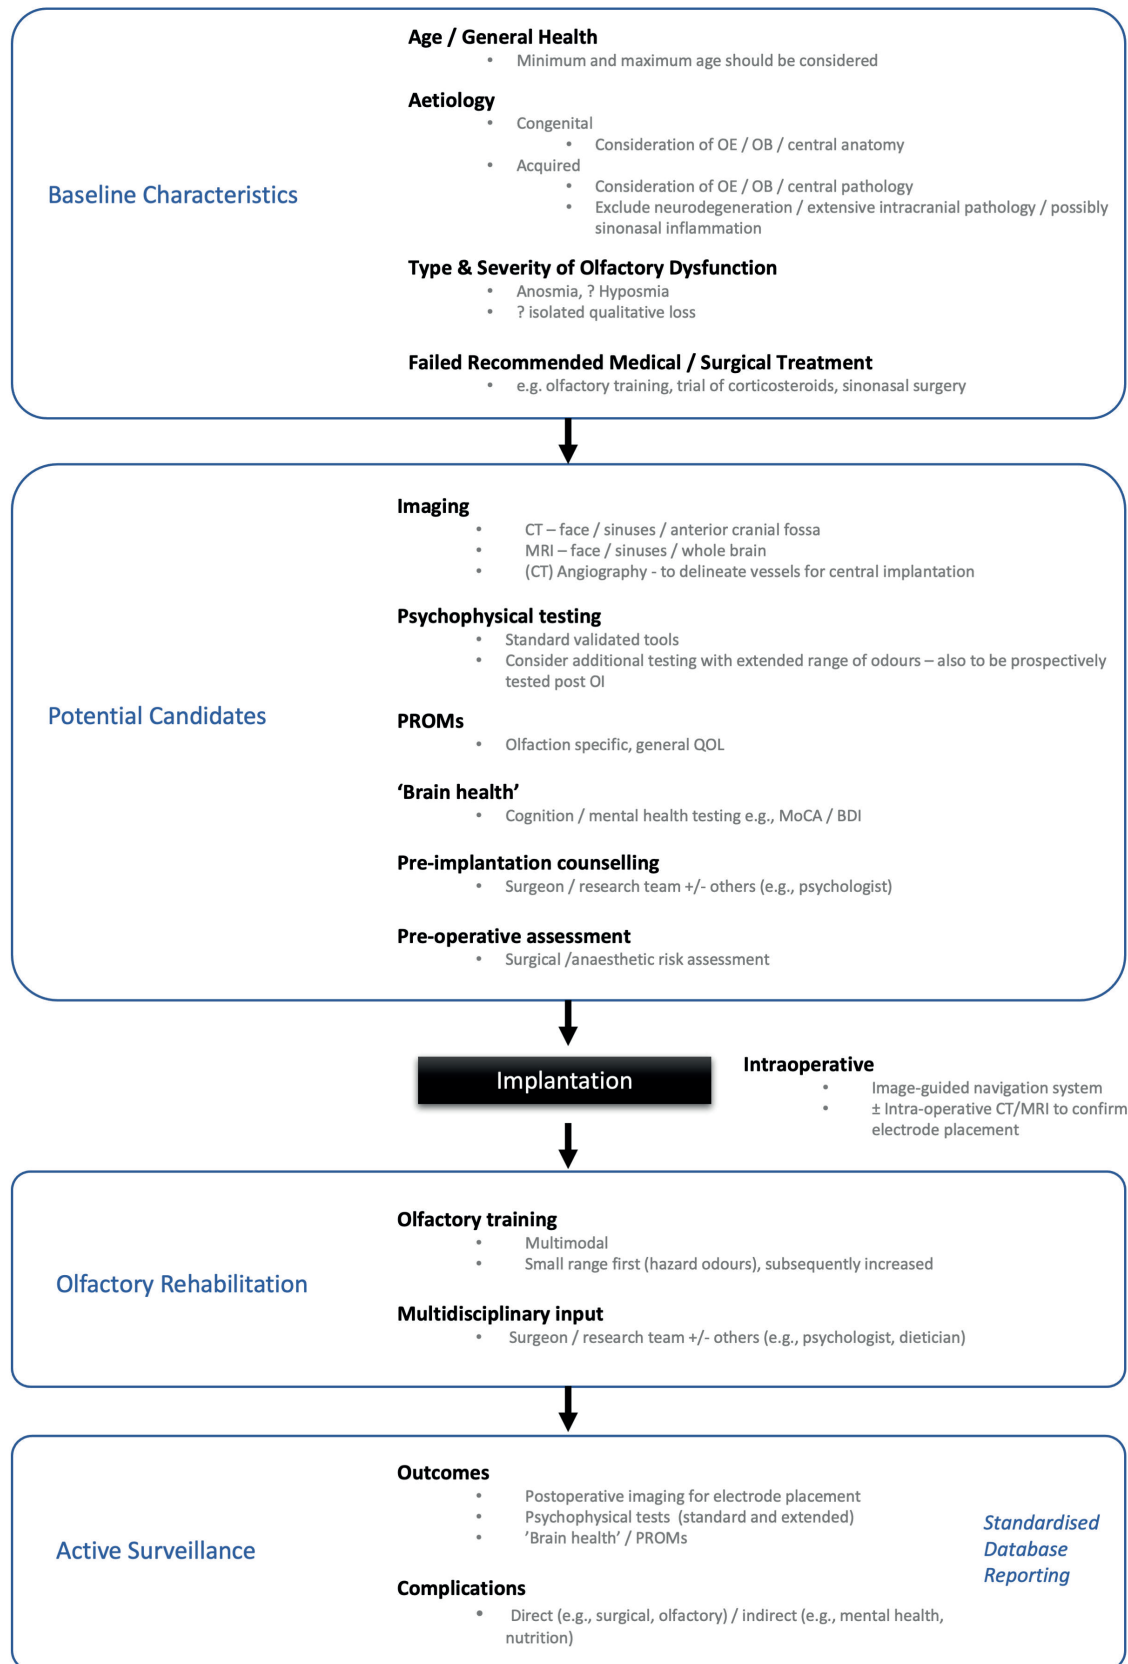 Age / General Health
• Minimum and maximum age should be considered
Aetiology
• Congenital
• Consideration of OE / OB / central anatomy
• Acquired
Baseline Characteristics
• Consideration of OE / OB / central pathology
• Exclude neurodegeneration / extensive intracranial pathology / possibly
sinonasal inflammation
Type & Severity of Olfactory Dysfunction
• Anosmia, ? Hyposmia
• ? isolated qualitative loss
Failed Recommended Medical / Surgical Treatment
• e.g. olfactory training, trial of corticosteroids, sinonasal surgery
Imaging
• CT – face / sinuses / anterior cranial fossa
• MRI – face / sinuses / whole brain
• (CT) Angiography - to delineate vessels for central implantation
Psychophysical testing
• Standard validated tools
• Consider additional testing with extended range of odours – also to be prospectively
tested post OI
Potential Candidates
PROMs
• Olfaction specific, general QOL
‘Brain health’
• Cognition / mental health testing e.g., MoCA / BDI
Pre-implantation counselling
• Surgeon / research team +/- others (e.g., psychologist)
Pre-operative assessment
• Surgical /anaesthetic risk assessment
Implantation
Intraoperative
• Image-guided navigation system
• ± Intra-operative CT/MRI to confirm
electrode placement
Olfactory training
• Multimodal
• Small range first (hazard odours), subsequently increased
Olfactory Rehabilitation
Multidisciplinary input
• Surgeon / research team +/- others (e.g., psychologist, dietician)
Outcomes
• Postoperative imaging for electrode placement
• Psychophysical tests (standard and extended)
• ’Brain health’ / PROMs
Active Surveillance
Complications
• Direct (e.g., surgical, olfactory) / indirect (e.g., mental health,
nutrition)
Standardised
Database
Reporting